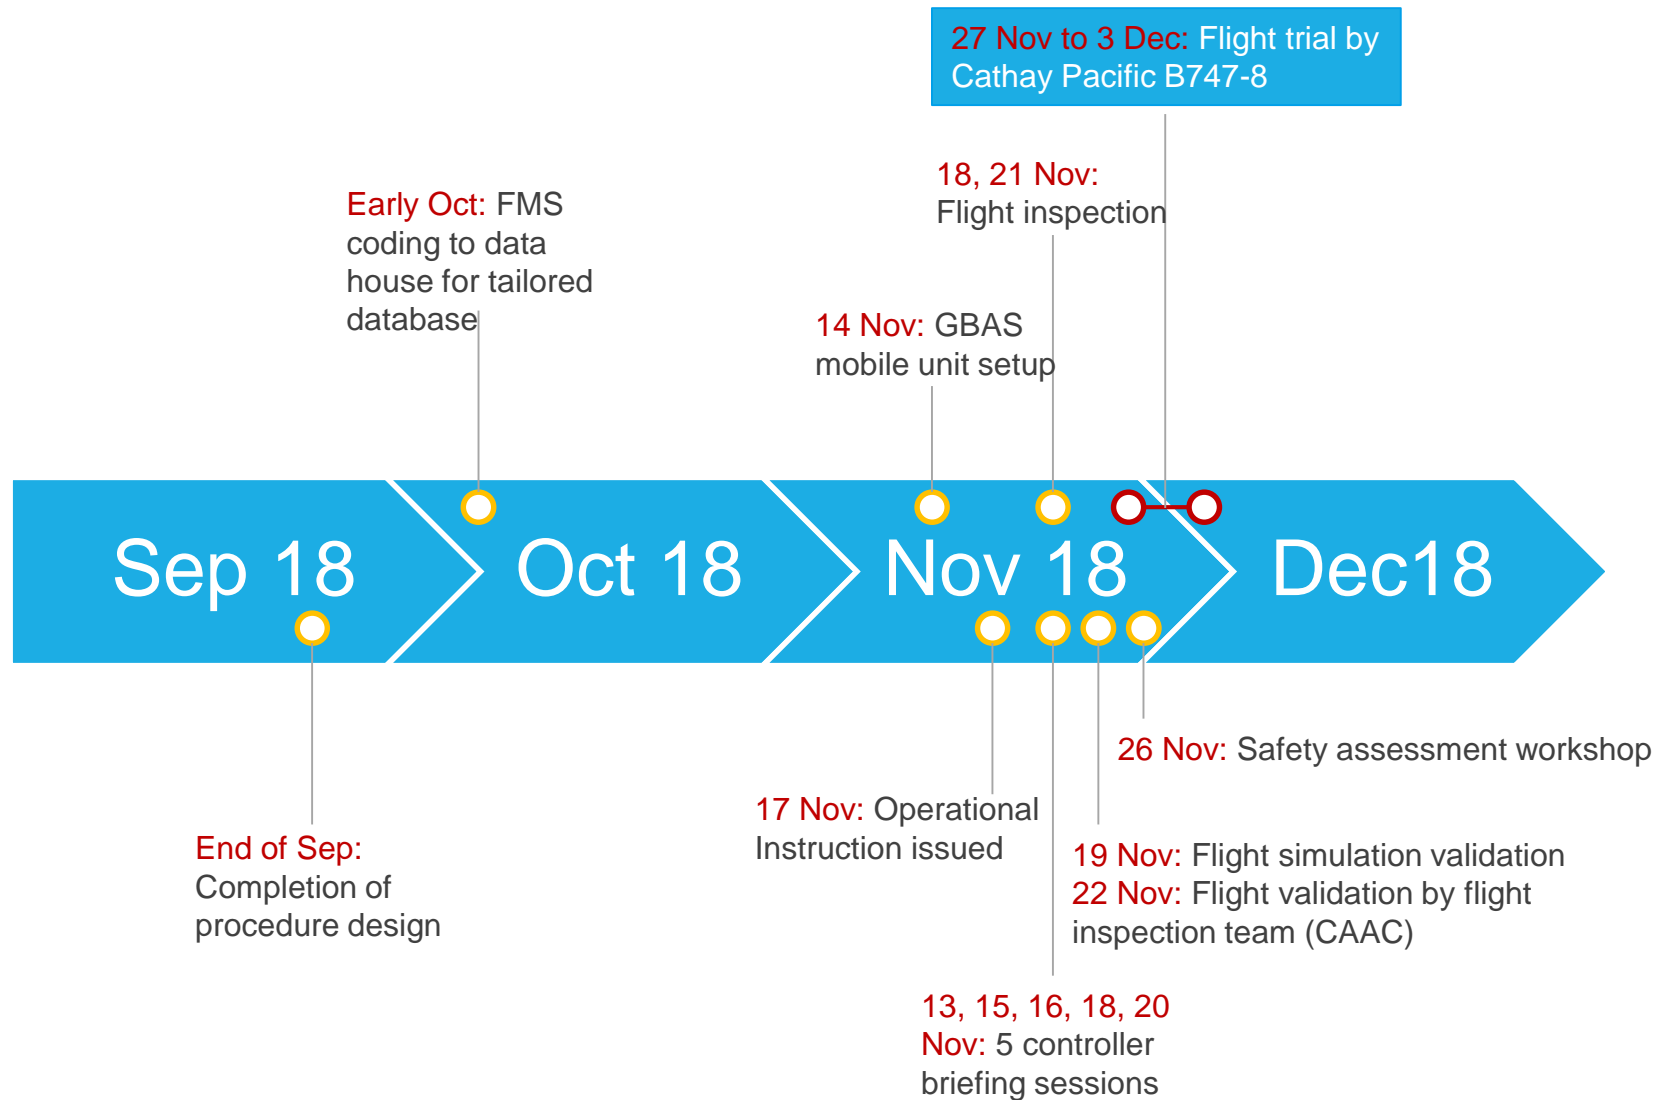 27 Nov to 3 Dec: Flight trial by
Cathay Pacific B747-8
18, 21 Nov:
Flight inspection
Early Oct: FMS
coding to data
house for tailored
database
14 Nov: GBAS
mobile unit setup
Sep 18
Oct 18
Nov 18
Dec18
26 Nov: Safety assessment workshop
17 Nov: Operational
Instruction issued
End of Sep:
Completion of
procedure design
19 Nov: Flight simulation validation
22 Nov: Flight validation by flight
inspection team (CAAC)
13, 15, 16, 18, 20
Nov: 5 controller
briefing sessions